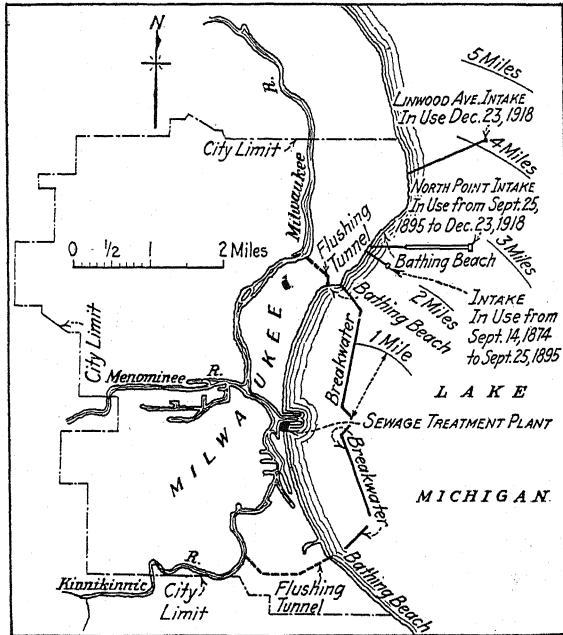 N
5 Miles
LINWOOD AVE. INTAKE
In Use Dec. 23, 1918
4 Miles
City Limit
R.
Milwaukee
NORTH POINT INTAKE
In Use from Sept. 25,
1895 to Dec. 23, 1918
3 Miles
Flushing
Tunnel
Bathing Beach
0 ½ 1 2 Miles
2 Miles
INTAKE
In Use from
Sept. 14, 1874
to Sept. 25, 1895
Bathing Beach
City Limit
1 Mile
Breakwater
Menominee R.
LAKE
MILWAUKEE
SEWAGE TREATMENT PLANT
Breakwater
MICHIGAN
Kinnikinnic R.
City
Limit
Flushing
Tunnel
Bathing Beach